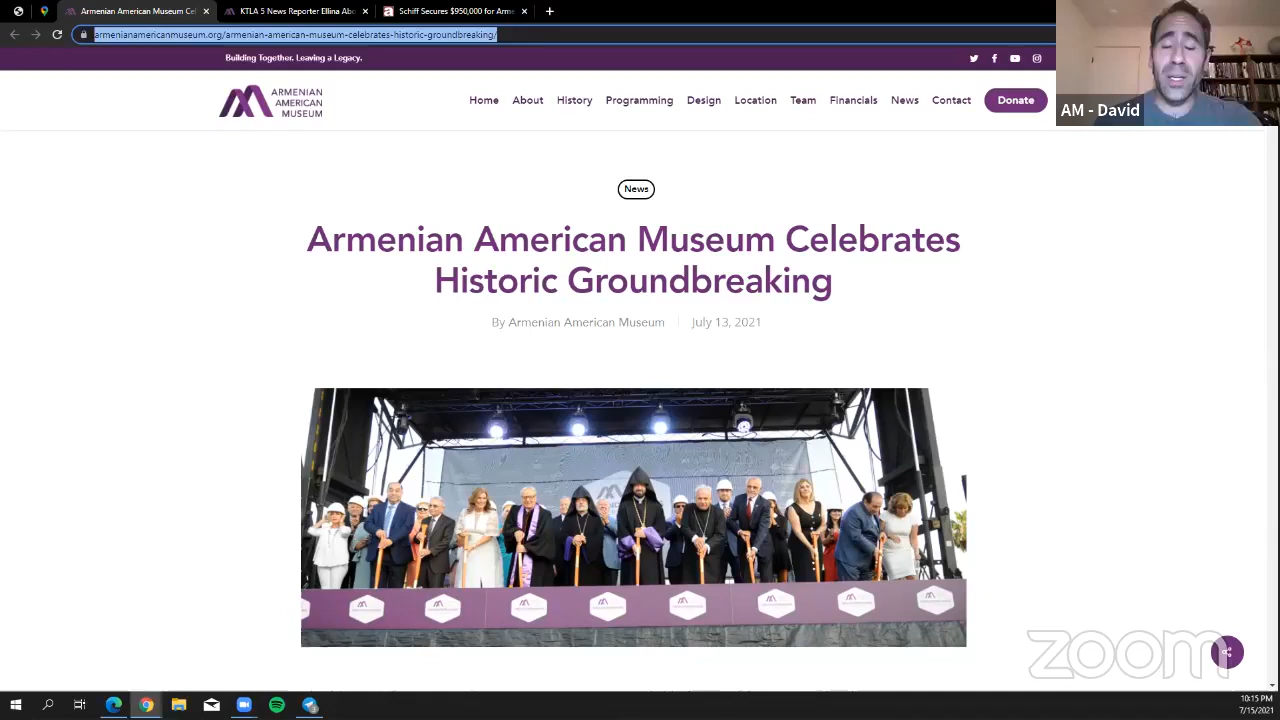 Armenian American Museum Cel
KTLA 5 News Reporter Ellina Abo
Schiff Secures $950,000 for Arme
armenianamericanmuseum.org/armenian-american-museum-celebrates-historic-groundbreaking/
Building Together. Leaving a Legacy.
ARMENIAN
AMERICAN
MUSEUM
Home About History Programming Design Location Team Financials News Contact Donate
AM - David
News
Armenian American Museum Celebrates
Historic Groundbreaking
By Armenian American Museum July 13, 2021
zoom
10:15 PM
7/15/2021